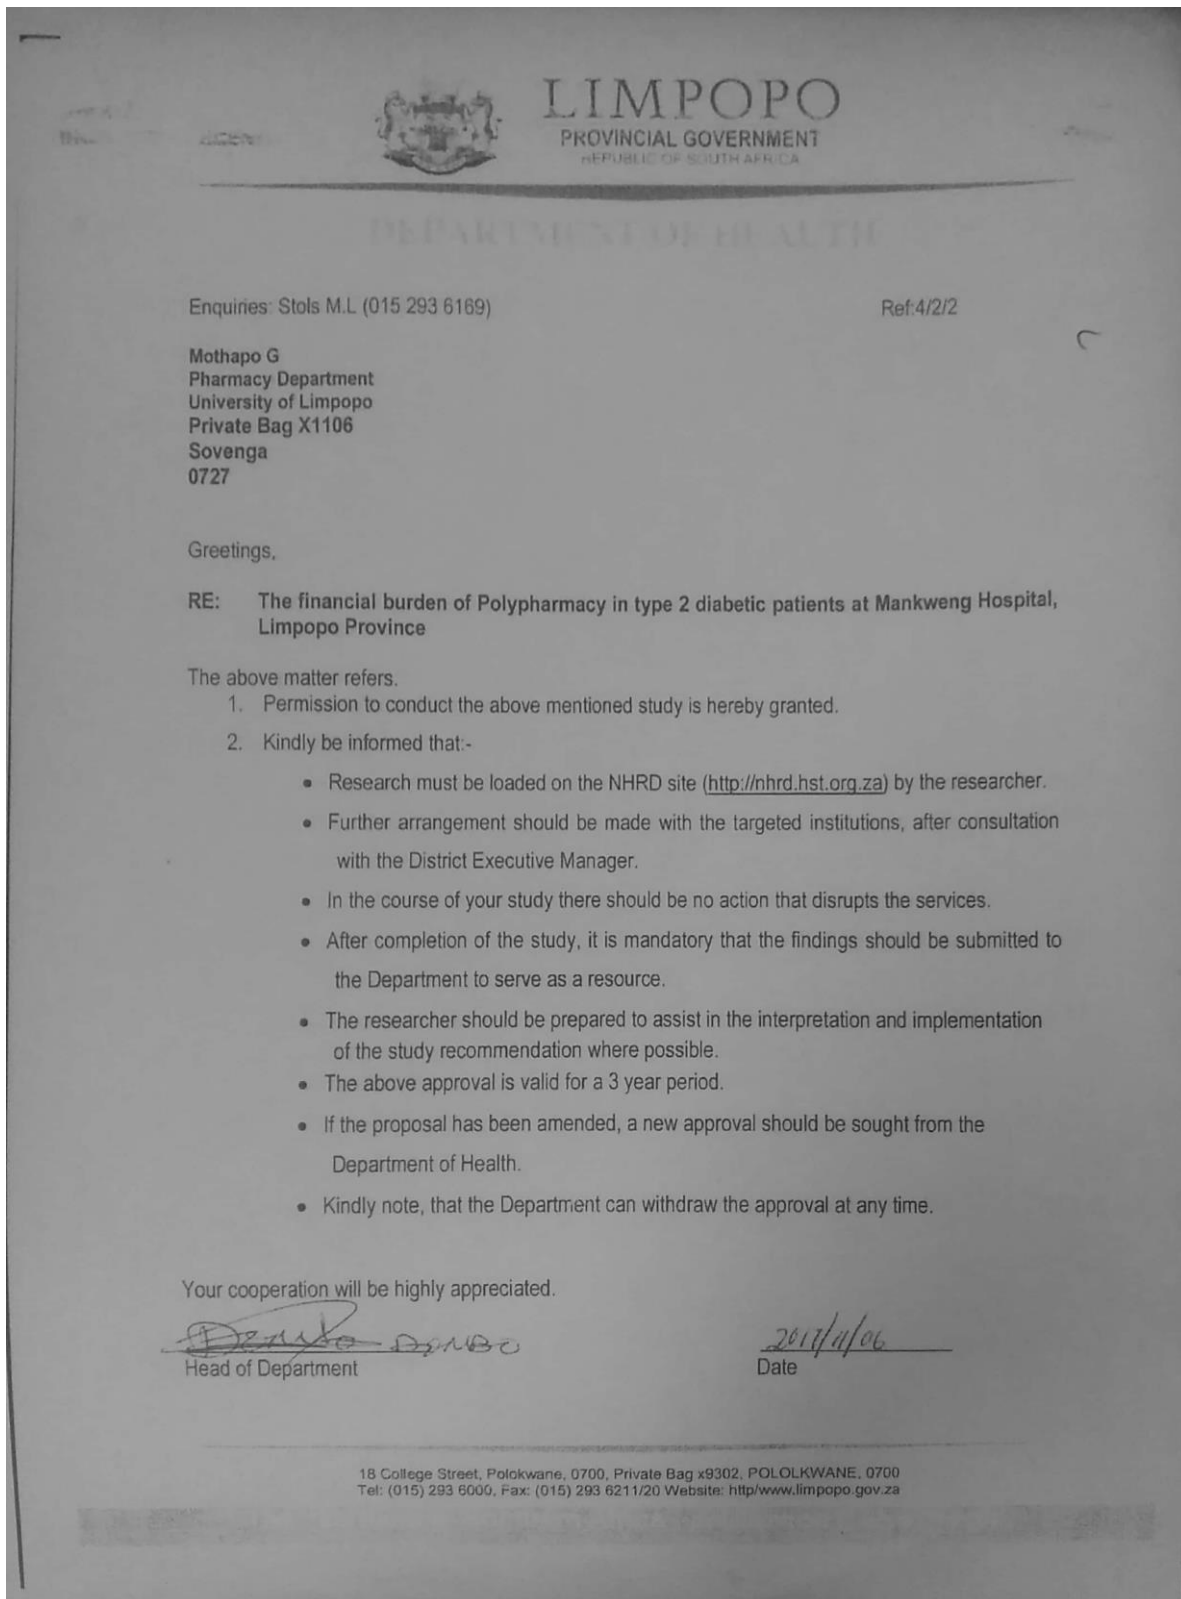 LIMPOPO
PROVINCIAL GOVERNMENT
REPUBLIC OF SOUTH AFRICA
DEPARTMENT OF HEALTH
Enquiries: Stols M.L (015 293 6169)
Ref:4/2/2
Mothapo G
Pharmacy Department
University of Limpopo
Private Bag X1106
Sovenga
0727
Greetings,
RE: The financial burden of Polypharmacy in type 2 diabetic patients at Mankweng Hospital,
Limpopo Province
The above matter refers.
1. Permission to conduct the above mentioned study is hereby granted.
2. Kindly be informed that:-
• Research must be loaded on the NHRD site (http://nhrd.hst.org.za) by the researcher.
• Further arrangement should be made with the targeted institutions, after consultation
with the District Executive Manager.
• In the course of your study there should be no action that disrupts the services.
• After completion of the study, it is mandatory that the findings should be submitted to
the Department to serve as a resource.
• The researcher should be prepared to assist in the interpretation and implementation
of the study recommendation where possible.
• The above approval is valid for a 3 year period.
• If the proposal has been amended, a new approval should be sought from the
Department of Health.
• Kindly note, that the Department can withdraw the approval at any time.
Your cooperation will be highly appreciated.
2017/11/06
Head of Department
Date
18 College Street, Polokwane, 0700, Private Bag x9302, POLOLKWANE, 0700
Tel: (015) 293 6000, Fax: (015) 293 6211/20 Website: http/www.limpopo.gov.za